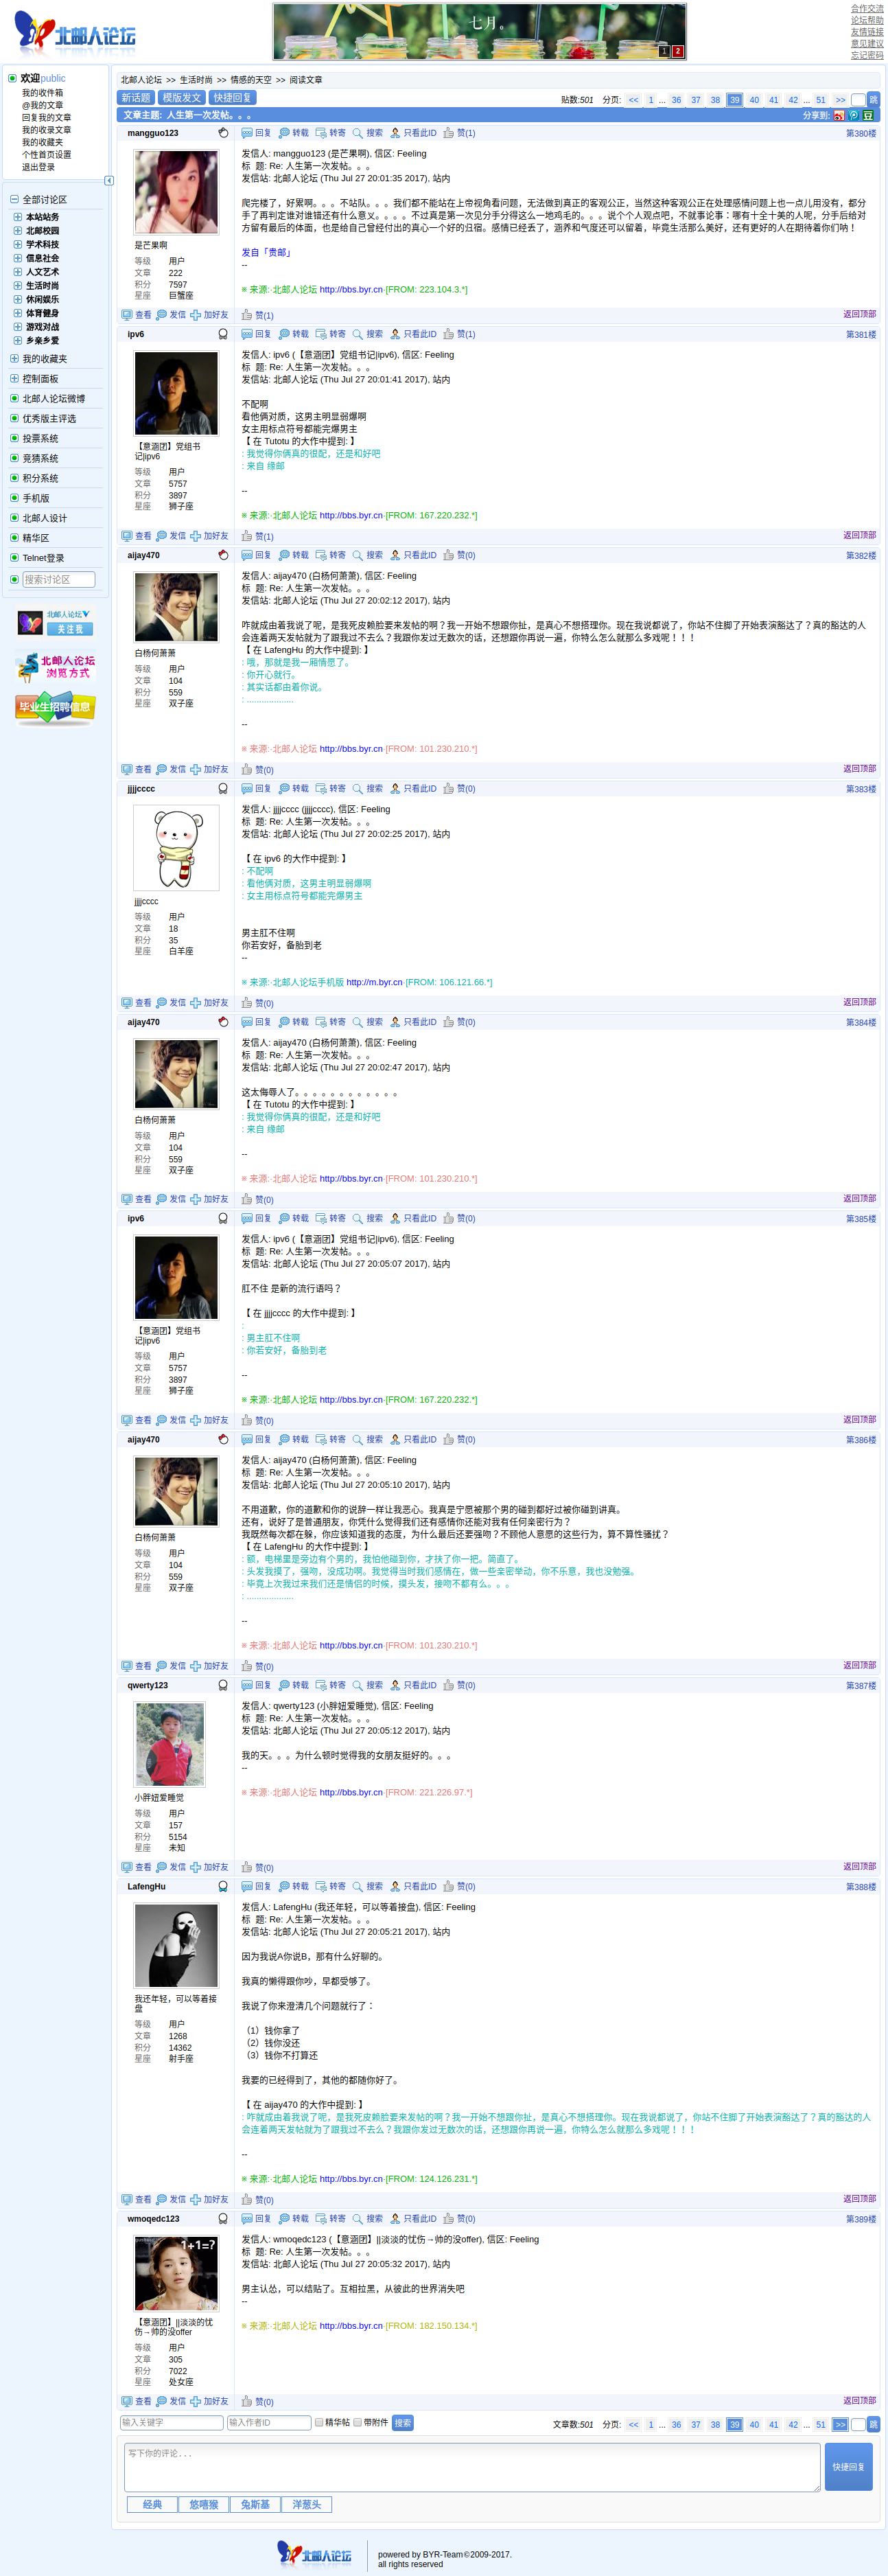 北邮人论坛
七月。
1 2
合作交流
论坛帮助
友情链接
意见建议
忘记密码
欢迎public
我的收件箱
@我的文章
回复我的文章
我的收录文章
我的收藏夹
个性首页设置
退出登录
全部讨论区
本站站务
北邮校园
学术科技
信息社会
人文艺术
生活时尚
休闲娱乐
体育健身
游戏对战
乡亲乡爱
我的收藏夹
控制面板
北邮人论坛微博
优秀版主评选
投票系统
竞猜系统
积分系统
手机版
北邮人设计
精华区
Telnet登录
搜索讨论区
北邮人论坛
关注我
北邮人论坛
浏览方式
毕业生招聘信息
北邮人论坛 >> 生活时尚 >> 情感的天空 >> 阅读文章
新话题 模版发文 快捷回复
贴数:501 分页: << 1 ... 36 37 38 39 40 41 42 ... 51 >> 跳
文章主题: 人生第一次发帖。。。 分享到: 豆
mangguo123 回复 转载 转寄 搜索 只看此ID 赞(1) 第380楼
是芒果啊
等级 用户
文章 222
积分 7597
星座 巨蟹座
发信人: mangguo123 (是芒果啊), 信区: Feeling
标 题: Re: 人生第一次发帖。。。
发信站: 北邮人论坛 (Thu Jul 27 20:01:35 2017), 站内
爬完楼了，好累啊。。。不站队。。。我们都不能站在上帝视角看问题，无法做到真正的客观公正，当然这种客观公正在处理感情问题上也一点儿用没有，都分
手了再判定谁对谁错还有什么意义。。。。不过真是第一次见分手分得这么一地鸡毛的。。。说个个人观点吧，不就事论事：哪有十全十美的人呢，分手后给对
方留有最后的体面，也是给自己曾经付出的真心一个好的归宿。感情已经丢了，涵养和气度还可以留着，毕竟生活那么美好，还有更好的人在期待着你们呐！
发自「贵邮」
--
※ 来源:·北邮人论坛 http://bbs.byr.cn·[FROM: 223.104.3.*]
查看 发信 加好友 赞(1) 返回顶部
ipv6 回复 转载 转寄 搜索 只看此ID 赞(1) 第381楼
【意涵团】党组书
记|ipv6
等级 用户
文章 5757
积分 3897
星座 狮子座
发信人: ipv6 (【意涵团】党组书记|ipv6), 信区: Feeling
标 题: Re: 人生第一次发帖。。。
发信站: 北邮人论坛 (Thu Jul 27 20:01:41 2017), 站内
不配啊
看他俩对质，这男主明显弱爆啊
女主用标点符号都能完爆男主
【 在 Tutotu 的大作中提到: 】
: 我觉得你俩真的很配，还是和好吧
: 来自 缘邮
--
※ 来源:·北邮人论坛 http://bbs.byr.cn·[FROM: 167.220.232.*]
查看 发信 加好友 赞(1) 返回顶部
aijay470 回复 转载 转寄 搜索 只看此ID 赞(0) 第382楼
白杨何萧萧
等级 用户
文章 104
积分 559
星座 双子座
发信人: aijay470 (白杨何萧萧), 信区: Feeling
标 题: Re: 人生第一次发帖。。。
发信站: 北邮人论坛 (Thu Jul 27 20:02:12 2017), 站内
咋就成由着我说了呢，是我死皮赖脸要来发帖的啊？我一开始不想跟你扯，是真心不想搭理你。现在我说都说了，你站不住脚了开始表演豁达了？真的豁达的人
会连着两天发帖就为了跟我过不去么？我跟你发过无数次的话，还想跟你再说一遍，你特么怎么就那么多戏呢！！！
【 在 LafengHu 的大作中提到: 】
: 哦，那就是我一厢情愿了。
: 你开心就行。
: 其实话都由着你说。
: ...................
--
※ 来源:·北邮人论坛 http://bbs.byr.cn·[FROM: 101.230.210.*]
查看 发信 加好友 赞(0) 返回顶部
jjjjcccc 回复 转载 转寄 搜索 只看此ID 赞(0) 第383楼
jjjjcccc
等级 用户
文章 18
积分 35
星座 白羊座
发信人: jjjjcccc (jjjjcccc), 信区: Feeling
标 题: Re: 人生第一次发帖。。。
发信站: 北邮人论坛 (Thu Jul 27 20:02:25 2017), 站内
【 在 ipv6 的大作中提到: 】
: 不配啊
: 看他俩对质，这男主明显弱爆啊
: 女主用标点符号都能完爆男主
男主肛不住啊
你若安好，备胎到老
--
※ 来源:·北邮人论坛手机版 http://m.byr.cn·[FROM: 106.121.66.*]
查看 发信 加好友 赞(0) 返回顶部
aijay470 回复 转载 转寄 搜索 只看此ID 赞(0) 第384楼
白杨何萧萧
等级 用户
文章 104
积分 559
星座 双子座
发信人: aijay470 (白杨何萧萧), 信区: Feeling
标 题: Re: 人生第一次发帖。。。
发信站: 北邮人论坛 (Thu Jul 27 20:02:47 2017), 站内
这太侮辱人了。。。。。。。。。。。。
【 在 Tutotu 的大作中提到: 】
: 我觉得你俩真的很配，还是和好吧
: 来自 缘邮
--
※ 来源:·北邮人论坛 http://bbs.byr.cn·[FROM: 101.230.210.*]
查看 发信 加好友 赞(0) 返回顶部
ipv6 回复 转载 转寄 搜索 只看此ID 赞(0) 第385楼
【意涵团】党组书
记|ipv6
等级 用户
文章 5757
积分 3897
星座 狮子座
发信人: ipv6 (【意涵团】党组书记|ipv6), 信区: Feeling
标 题: Re: 人生第一次发帖。。。
发信站: 北邮人论坛 (Thu Jul 27 20:05:07 2017), 站内
肛不住 是新的流行语吗？
【 在 jjjjcccc 的大作中提到: 】
:
: 男主肛不住啊
: 你若安好，备胎到老
--
※ 来源:·北邮人论坛 http://bbs.byr.cn·[FROM: 167.220.232.*]
查看 发信 加好友 赞(0) 返回顶部
aijay470 回复 转载 转寄 搜索 只看此ID 赞(0) 第386楼
白杨何萧萧
等级 用户
文章 104
积分 559
星座 双子座
发信人: aijay470 (白杨何萧萧), 信区: Feeling
标 题: Re: 人生第一次发帖。。。
发信站: 北邮人论坛 (Thu Jul 27 20:05:10 2017), 站内
不用道歉，你的道歉和你的说辞一样让我恶心。我真是宁愿被那个男的碰到都好过被你碰到讲真。
还有，说好了是普通朋友，你凭什么觉得我们还有感情你还能对我有任何亲密行为？
我既然每次都在躲，你应该知道我的态度，为什么最后还要强吻？不顾他人意愿的这些行为，算不算性骚扰？
【 在 LafengHu 的大作中提到: 】
: 额，电梯里是旁边有个男的，我怕他碰到你，才扶了你一把。简直了。
: 头发我摸了，强吻，没成功啊。我觉得当时我们感情在，做一些亲密举动，你不乐意，我也没勉强。
: 毕竟上次我过来我们还是情侣的时候，摸头发，接吻不都有么。。。
: ...................
--
※ 来源:·北邮人论坛 http://bbs.byr.cn·[FROM: 101.230.210.*]
查看 发信 加好友 赞(0) 返回顶部
qwerty123 回复 转载 转寄 搜索 只看此ID 赞(0) 第387楼
小胖妞爱睡觉
等级 用户
文章 157
积分 5154
星座 未知
发信人: qwerty123 (小胖妞爱睡觉), 信区: Feeling
标 题: Re: 人生第一次发帖。。。
发信站: 北邮人论坛 (Thu Jul 27 20:05:12 2017), 站内
我的天。。。为什么顿时觉得我的女朋友挺好的。。。
--
※ 来源:·北邮人论坛 http://bbs.byr.cn·[FROM: 221.226.97.*]
查看 发信 加好友 赞(0) 返回顶部
LafengHu 回复 转载 转寄 搜索 只看此ID 赞(0) 第388楼
我还年轻，可以等着接
盘
等级 用户
文章 1268
积分 14362
星座 射手座
发信人: LafengHu (我还年轻，可以等着接盘), 信区: Feeling
标 题: Re: 人生第一次发帖。。。
发信站: 北邮人论坛 (Thu Jul 27 20:05:21 2017), 站内
因为我说A你说B，那有什么好聊的。
我真的懒得跟你吵，早都受够了。
我说了你来澄清几个问题就行了：
（1）钱你拿了
（2）钱你没还
（3）钱你不打算还
我要的已经得到了，其他的都随你好了。
【 在 aijay470 的大作中提到: 】
: 咋就成由着我说了呢，是我死皮赖脸要来发帖的啊？我一开始不想跟你扯，是真心不想搭理你。现在我说都说了，你站不住脚了开始表演豁达了？真的豁达的人
会连着两天发帖就为了跟我过不去么？我跟你发过无数次的话，还想跟你再说一遍，你特么怎么就那么多戏呢！！！
--
※ 来源:·北邮人论坛 http://bbs.byr.cn·[FROM: 124.126.231.*]
查看 发信 加好友 赞(0) 返回顶部
wmoqedc123 回复 转载 转寄 搜索 只看此ID 赞(0) 第389楼
1+1=?
【意涵团】||淡淡的忧
伤→帅的没offer
等级 用户
文章 305
积分 7022
星座 处女座
发信人: wmoqedc123 (【意涵团】||淡淡的忧伤→帅的没offer), 信区: Feeling
标 题: Re: 人生第一次发帖。。。
发信站: 北邮人论坛 (Thu Jul 27 20:05:32 2017), 站内
男主认怂，可以结贴了。互相拉黑，从彼此的世界消失吧
--
※ 来源:·北邮人论坛 http://bbs.byr.cn·[FROM: 182.150.134.*]
查看 发信 加好友 赞(0) 返回顶部
输入关键字 输入作者ID 精华帖 带附件 搜索
文章数:501 分页: << 1 ... 36 37 38 39 40 41 42 ... 51 >> 跳
写下你的评论...
快捷回复
经典 悠嘻猴 兔斯基 洋葱头
北邮人论坛
powered by BYR-Team©2009-2017.
all rights reserved